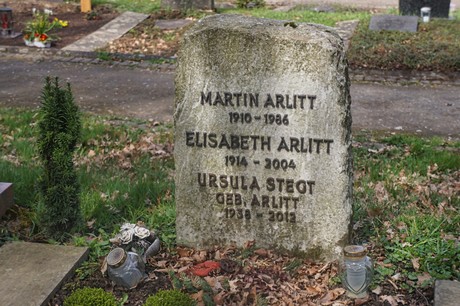 MARTIN ARLITT
1910 - 1986
ELISABETH ARLITT
1914 - 2004
URSULA STEGT
GEB. ARLITT
1938 - 2012